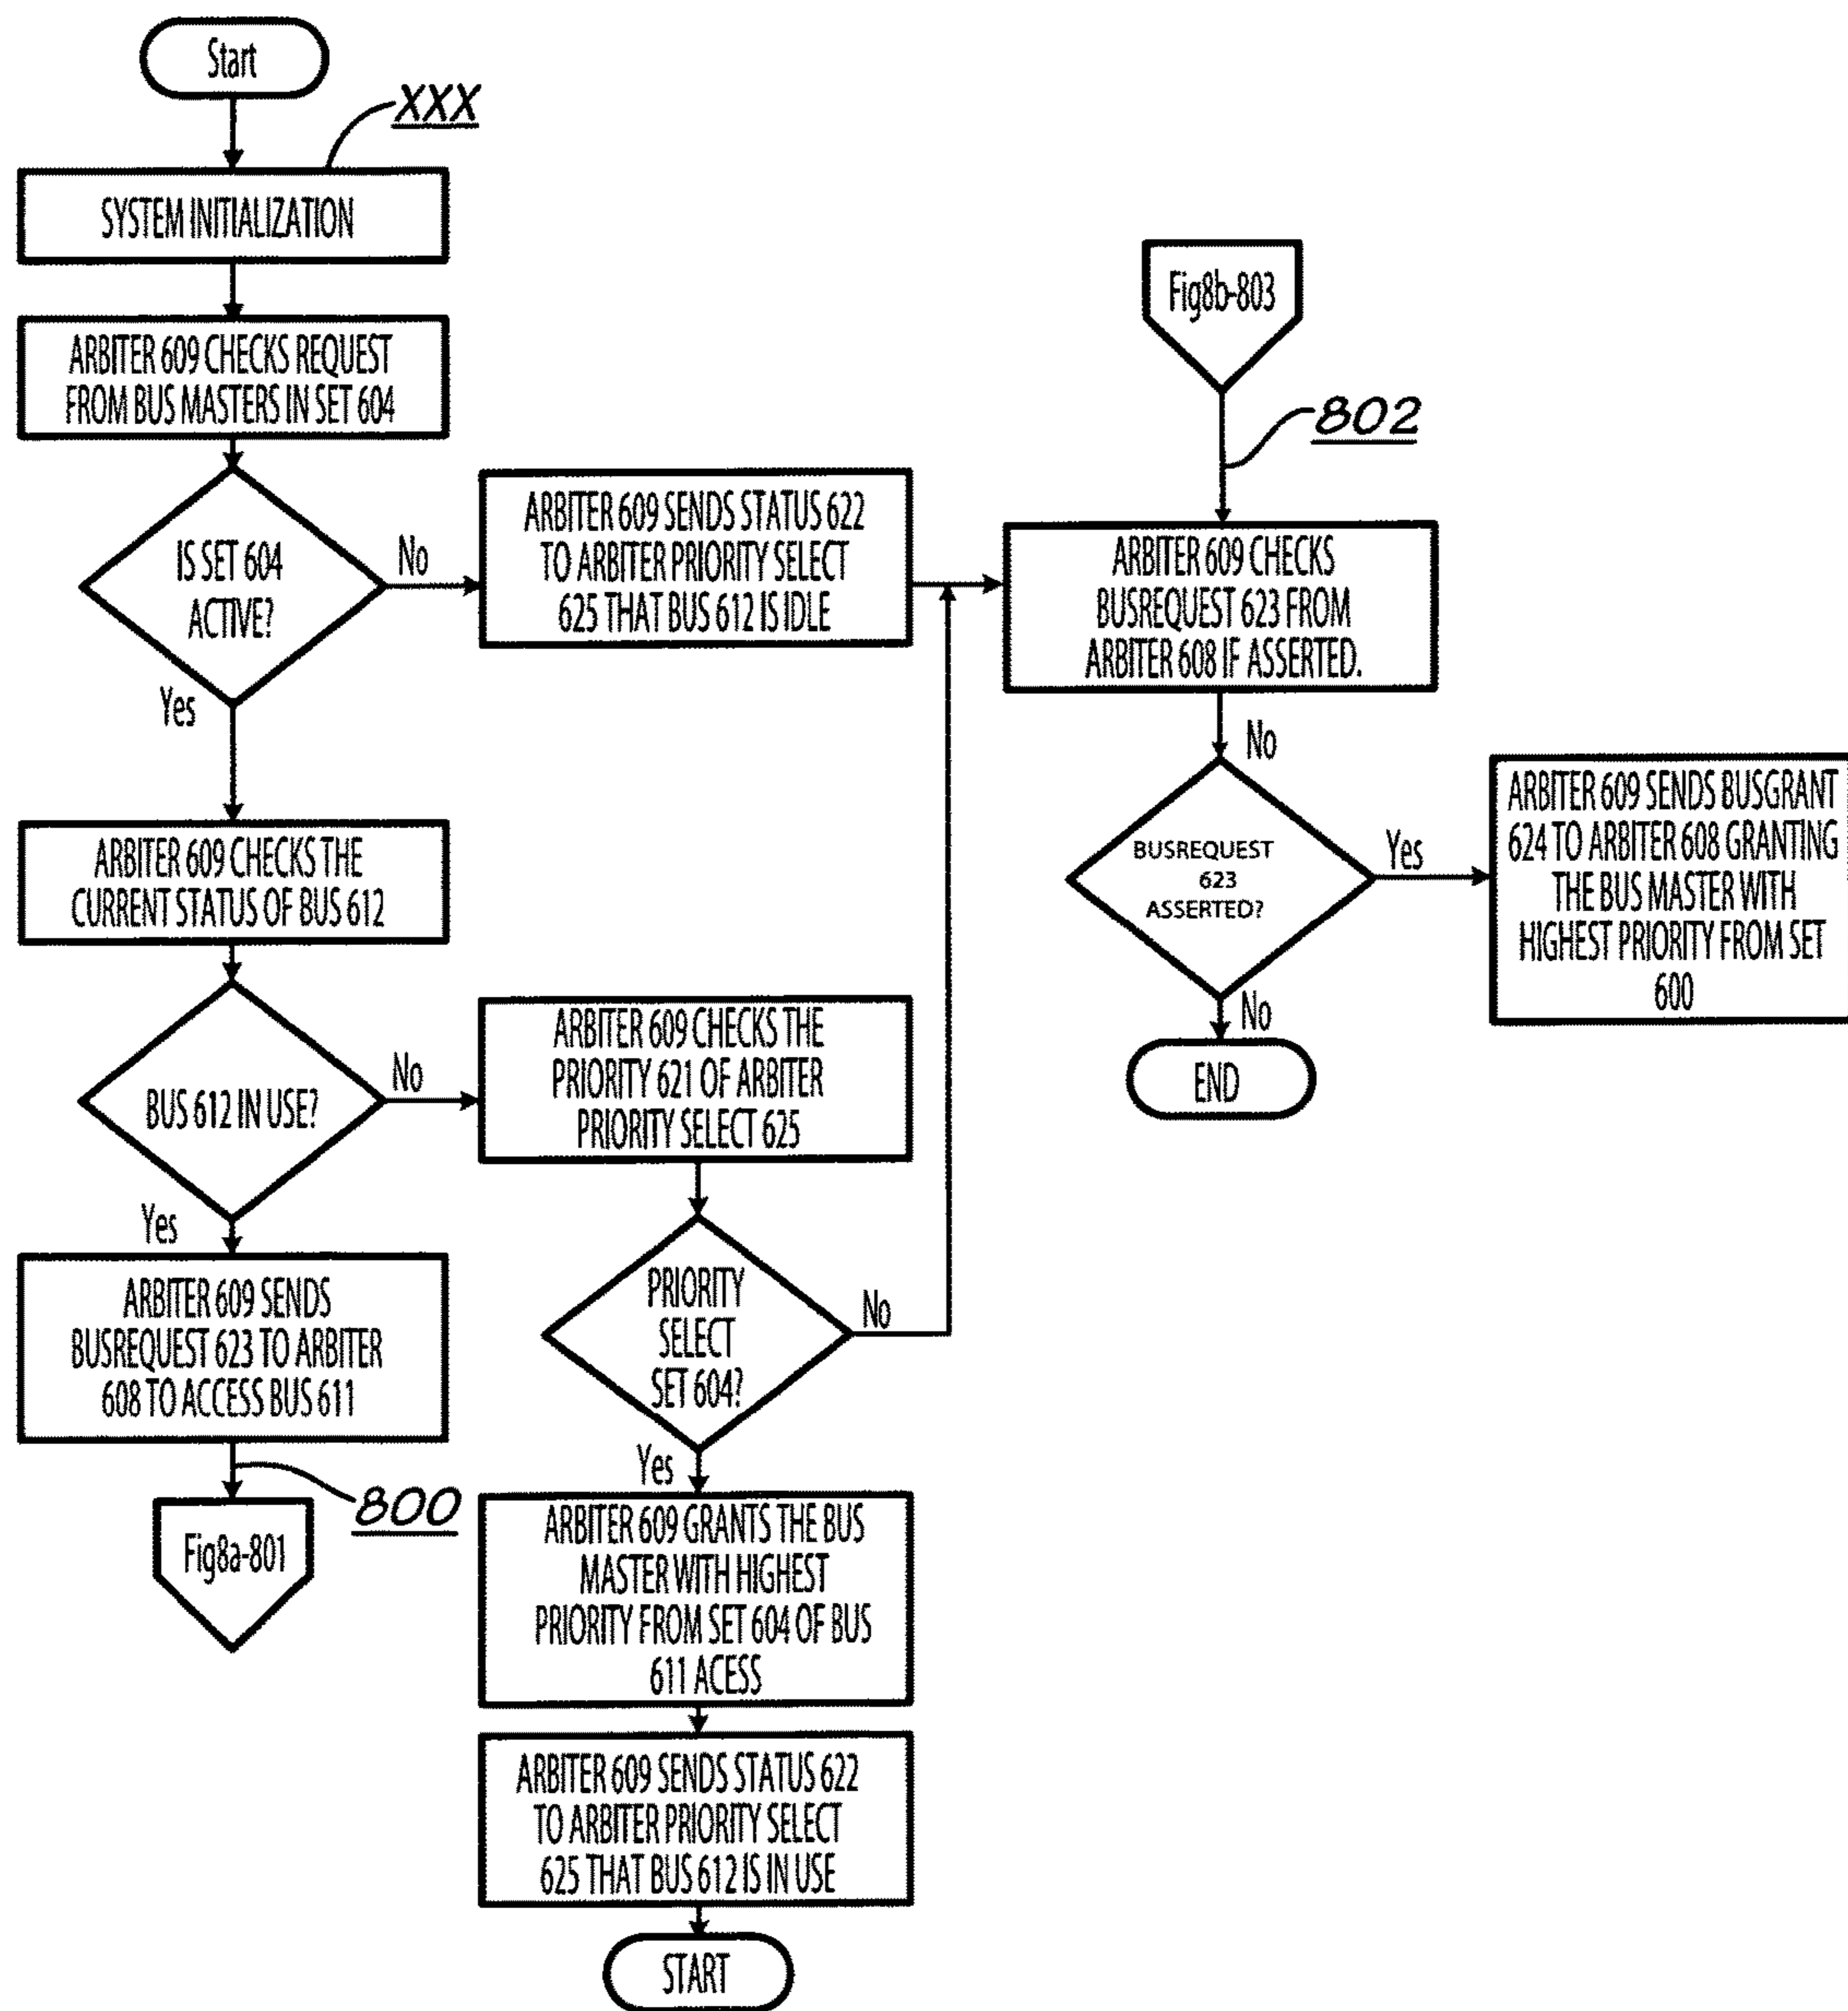 Start
XXX
SYSTEM INITIALIZATION
ARBITER 609 CHECKS REQUEST
FROM BUS MASTERS IN SET 604
IS SET 604
ACTIVE?
No
Yes
ARBITER 609 SENDS STATUS 622
TO ARBITER PRIORITY SELECT
625 THAT BUS 612 IS IDLE
ARBITER 609 CHECKS THE
CURRENT STATUS OF BUS 612
BUS 612 IN USE?
No
Yes
ARBITER 609 CHECKS THE
PRIORITY 621 OF ARBITER
PRIORITY SELECT 625
ARBITER 609 SENDS
BUSREQUEST 623 TO ARBITER
608 TO ACCESS BUS 611
800
Fig8a-801
PRIORITY
SELECT
SET 604?
No
Yes
ARBITER 609 GRANTS THE BUS
MASTER WITH HIGHEST
PRIORITY FROM SET 604 OF BUS
611 ACESS
ARBITER 609 SENDS STATUS 622
TO ARBITER PRIORITY SELECT
625 THAT BUS 612 IS IN USE
START
Fig8b-803
802
ARBITER 609 CHECKS
BUSREQUEST 623 FROM
ARBITER 608 IF ASSERTED.
No
BUSREQUEST
623
ASSERTED?
Yes
No
END
ARBITER 609 SENDS BUSGRANT
624 TO ARBITER 608 GRANTING
THE BUS MASTER WITH
HIGHEST PRIORITY FROM SET
600